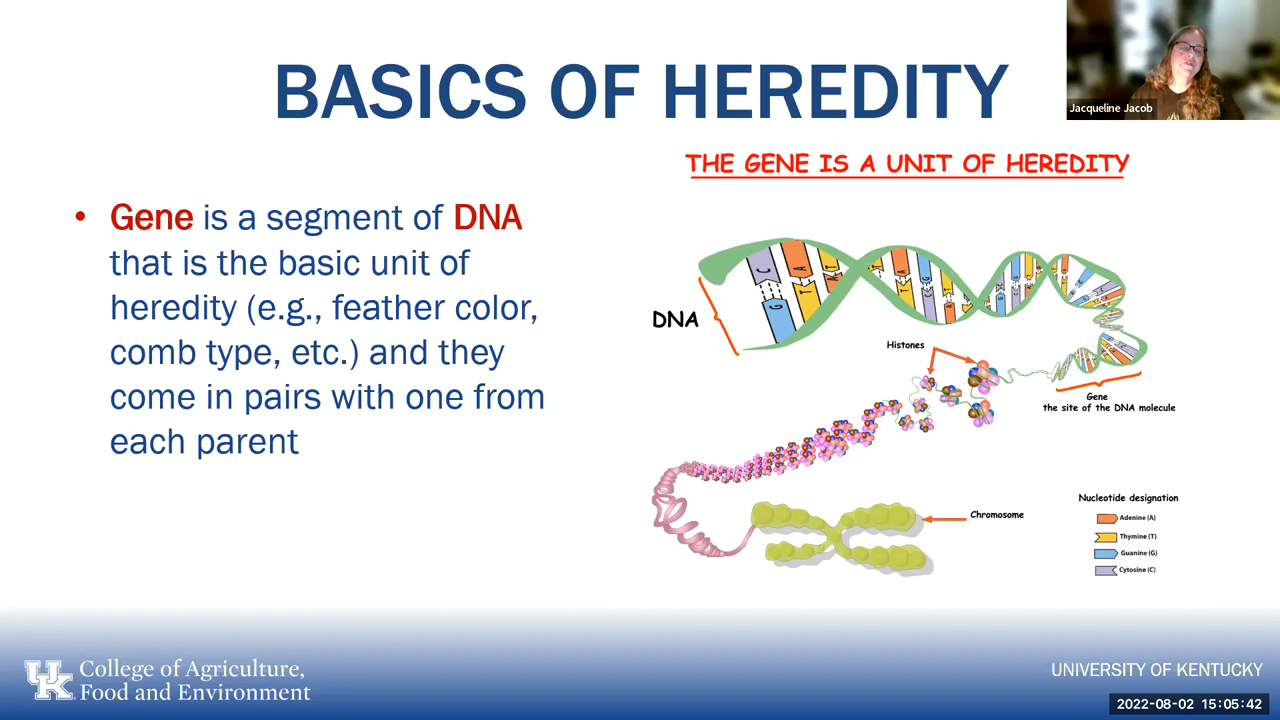 BASICS OF HEREDITY
Jacqueline Jacob
THE GENE IS A UNIT OF HEREDITY
• Gene is a segment of DNA
that is the basic unit of
heredity (e.g., feather color,
comb type, etc.) and they
come in pairs with one from
each parent
C
A
T
G
T
DNA
Histones
Gene
the site of the DNA molecule
Chromosome
Nucleotide designation
Adenine (A)
Thymine (T)
Guanine (G)
Cytosine (C)
UK
College of Agriculture,
Food and Environment
UNIVERSITY OF KENTUCKY
2022-08-02 15:05:42